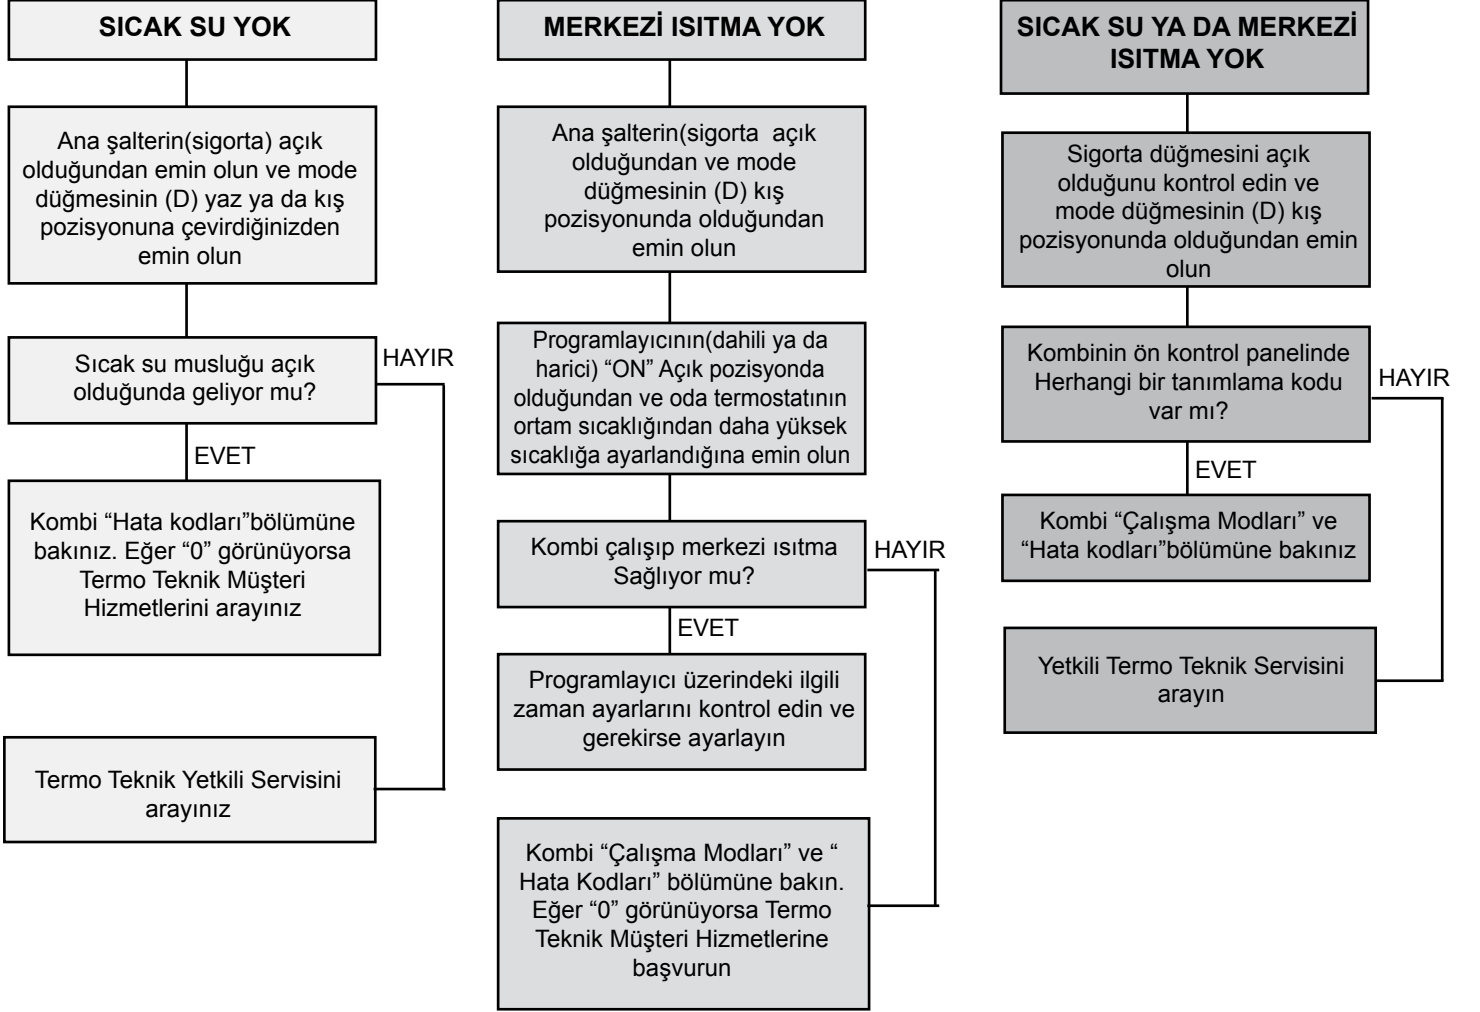 SICAK SU YOK
Ana şalterin(sigorta) açık
olduğundan emin olun ve mode
düğmesinin (D) yaz ya da kış
pozisyonuna çevirdiğinizden
emin olun
Sıcak su musluğu açık
olduğunda geliyor mu?
HAYIR
EVET
Kombi “Hata kodları”bölümüne
bakınız. Eğer “0” görünüyorsa
Termo Teknik Müşteri
Hizmetlerini arayınız
Termo Teknik Yetkili Servisini
arayınız
MERKEZİ ISITMA YOK
Ana şalterin(sigorta  açık
olduğundan ve mode
düğmesinin (D) kış
pozisyonunda olduğundan
emin olun
Programlayıcının(dahili ya da
harici) “ON” Açık pozisyonda
olduğundan ve oda termostatının
ortam sıcaklığından daha yüksek
sıcaklığa ayarlandığına emin olun
Kombi çalışıp merkezi ısıtma
Sağlıyor mu?
HAYIR
EVET
Programlayıcı üzerindeki ilgili
zaman ayarlarını kontrol edin ve
gerekirse ayarlayın
Kombi “Çalışma Modları” ve “
Hata Kodları” bölümüne bakın.
Eğer “0” görünüyorsa Termo
Teknik Müşteri Hizmetlerine
başvurun
SICAK SU YA DA MERKEZİ
ISITMA YOK
Sigorta düğmesini açık
olduğunu kontrol edin ve
mode düğmesinin (D) kış
pozisyonunda olduğundan emin
olun
Kombinin ön kontrol panelinde
Herhangi bir tanımlama kodu
var mı?
HAYIR
EVET
Kombi “Çalışma Modları” ve
“Hata kodları”bölümüne bakınız
Yetkili Termo Teknik Servisini
arayın